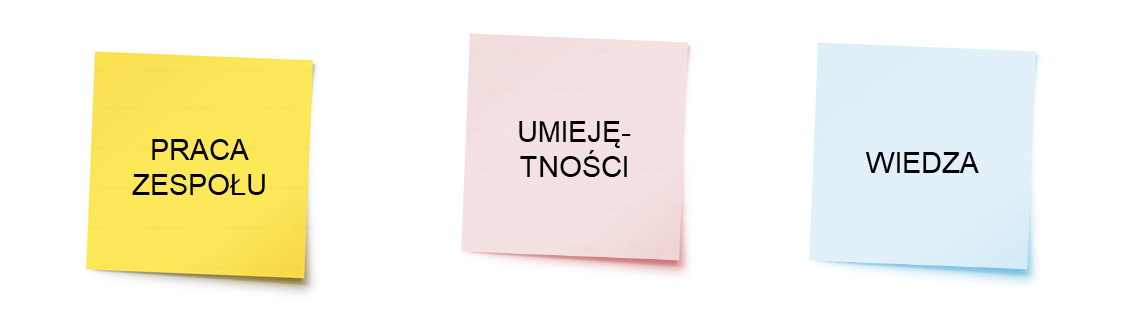 PRACA
ZESPOŁU
UMIEJĘ-
TNOŚCI
WIEDZA